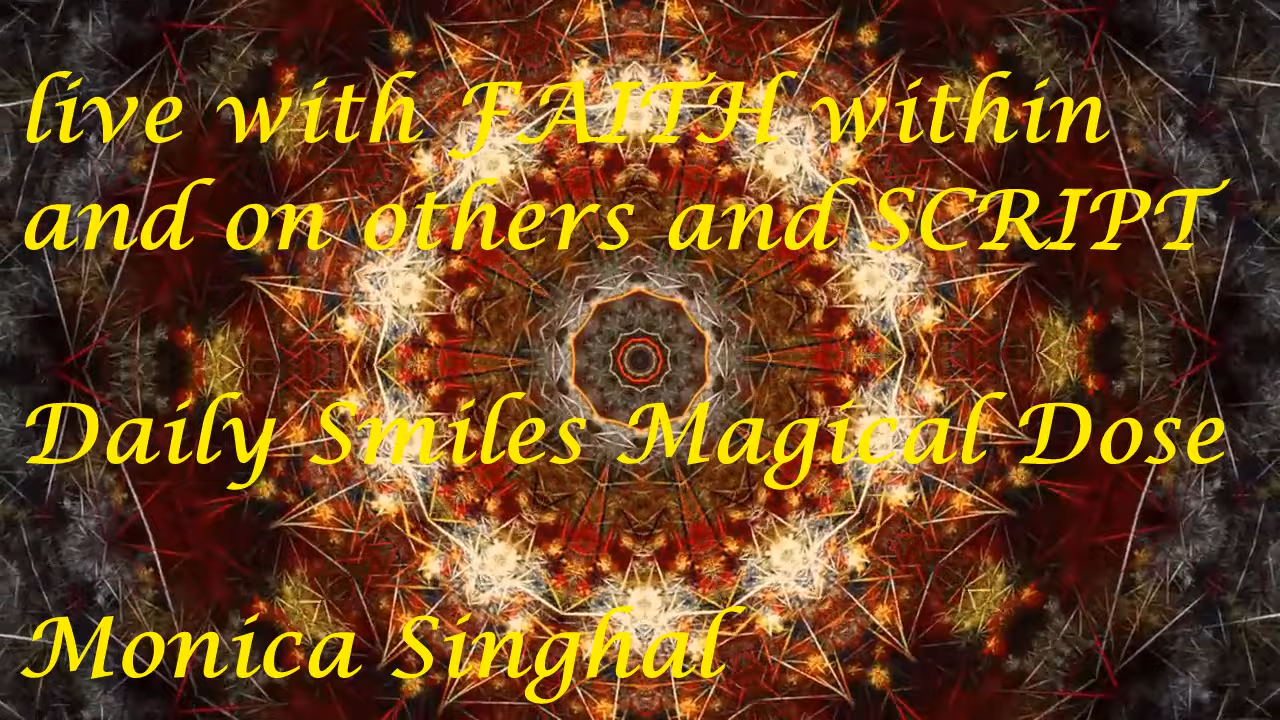 live with FAITH within
and on others and SCRIPT
Daily Smiles Magical Dose
Monica Singhal